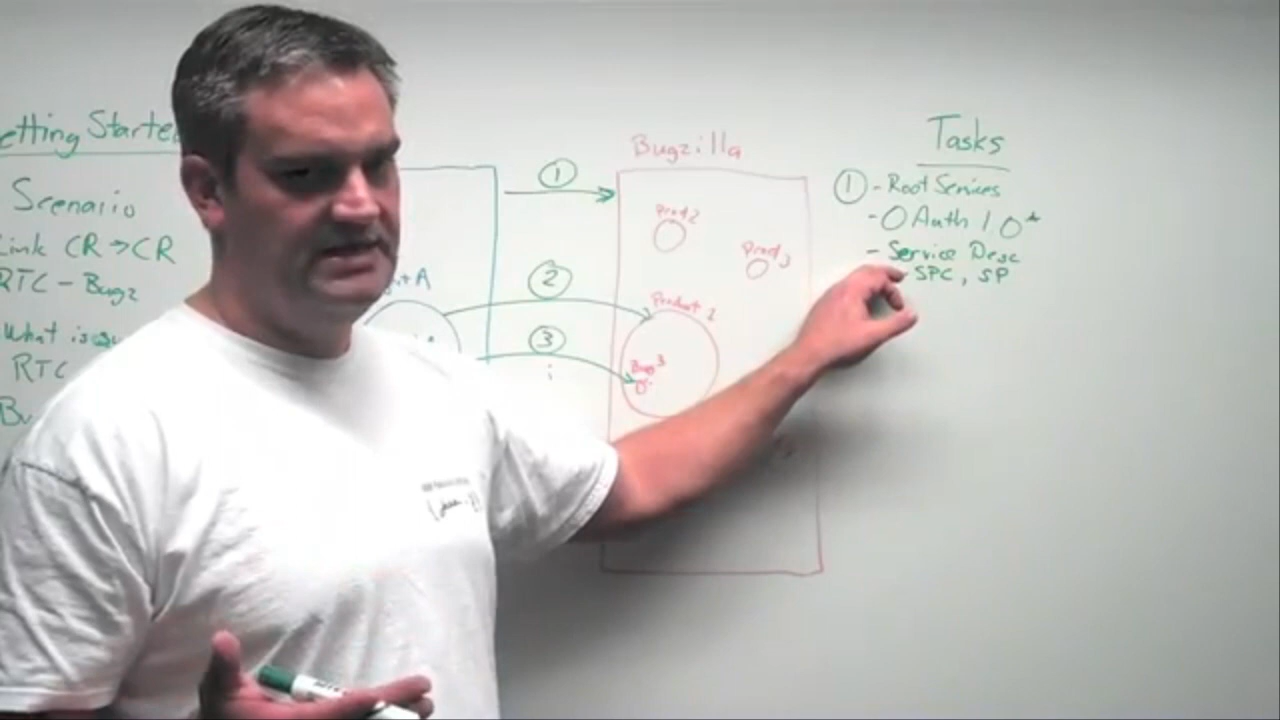 etting Starte
Scenario
Link CR → CR
RTC - Bugz
What is
RTC
Bu
t A
1
2
3
Bugzilla
Prod 2
Prod 3
Product 1
Bug 3
Tasks
1 - Root Services
- OAuth 1.0*
- Service Desc
SPC, SP